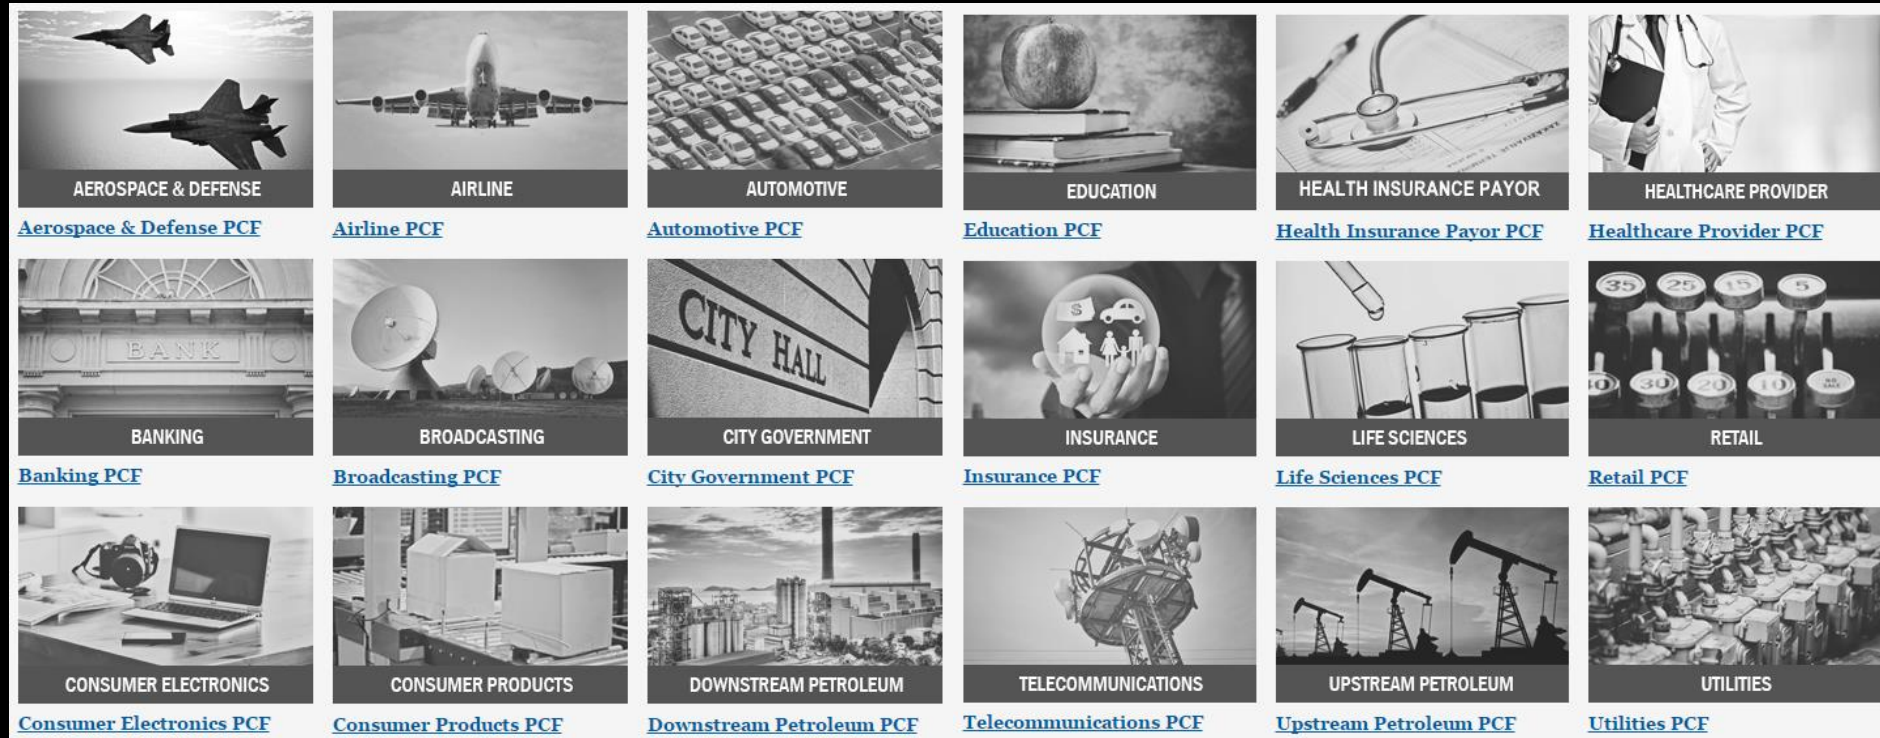 AEROSPACE & DEFENSE
Aerospace & Defense PCF
AIRLINE
Airline PCF
AUTOMOTIVE
Automotive PCF
EDUCATION
Education PCF
HEALTH INSURANCE PAYOR
Health Insurance Payor PCF
HEALTHCARE PROVIDER
Healthcare Provider PCF
BANK
BANKING
Banking PCF
BROADCASTING
Broadcasting PCF
CITY HALL
CITY GOVERNMENT
City Government PCF
$
INSURANCE
Insurance PCF
LIFE SCIENCES
Life Sciences PCF
35 25 15 5
30 20 10 NO SALE
RETAIL
Retail PCF
CONSUMER ELECTRONICS
Consumer Electronics PCF
CONSUMER PRODUCTS
Consumer Products PCF
DOWNSTREAM PETROLEUM
Downstream Petroleum PCF
TELECOMMUNICATIONS
Telecommunications PCF
UPSTREAM PETROLEUM
Upstream Petroleum PCF
UTILITIES
Utilities PCF